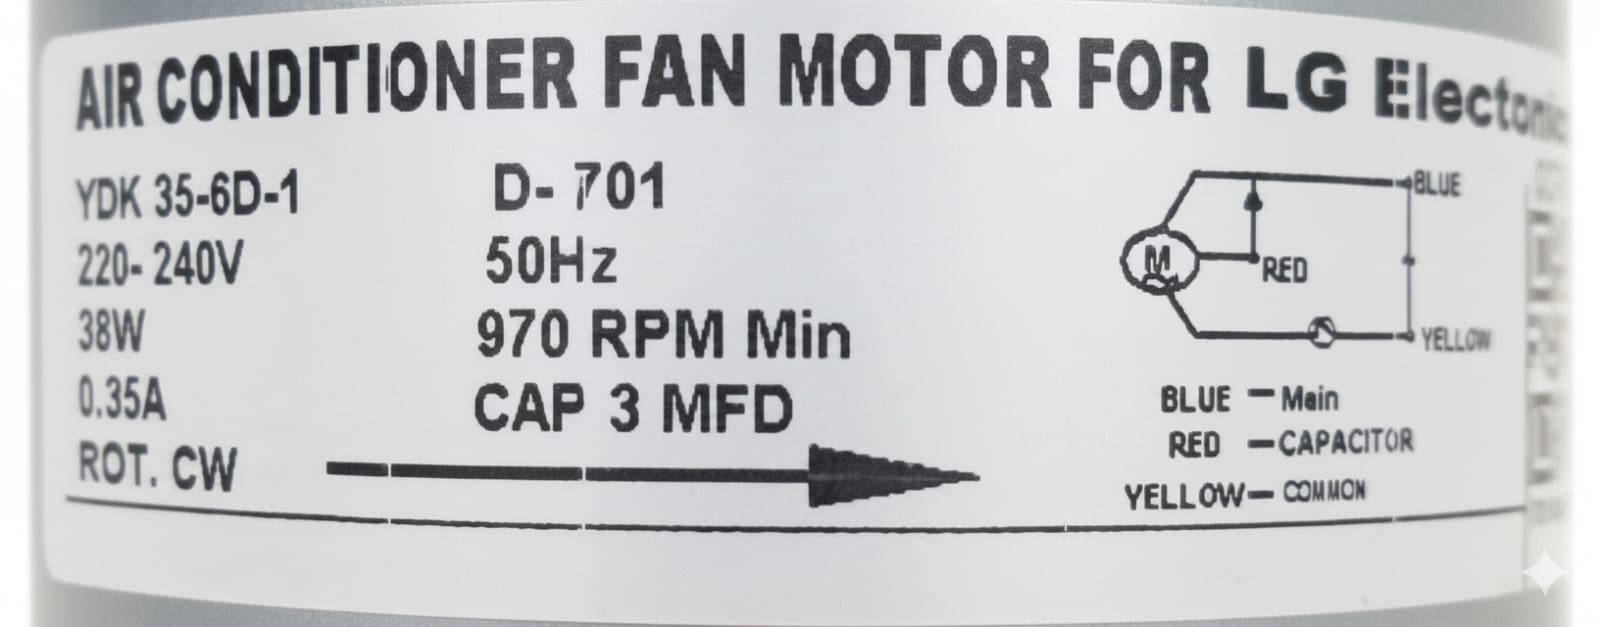 AIR CONDITIONER FAN MOTOR FOR LG Electonic
YDK 35-6D-1 D- 701
220- 240V 50Hz
38W 970 RPM Min
0.35A CAP 3 MFD
ROT. CW
BLUE
M
RED
YELLOW
BLUE — Main
RED — CAPACITOR
YELLOW — COMMON